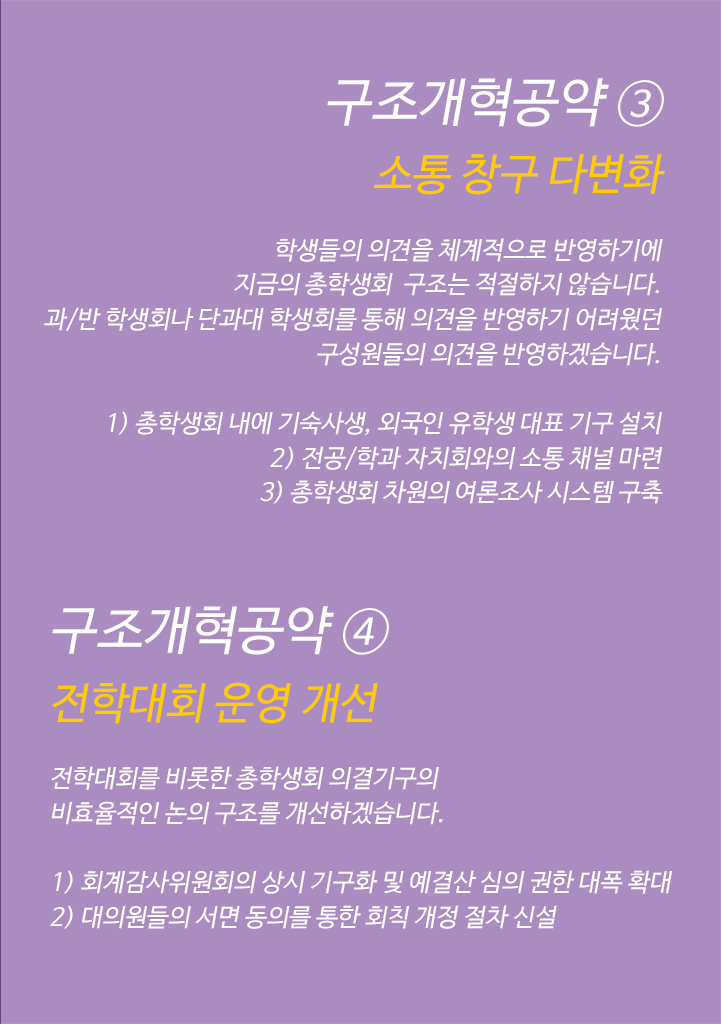 구조개혁공약 ③
소통 창구 다변화
학생들의 의견을 체계적으로 반영하기에
지금의 총학생회 구조는 적절하지 않습니다.
과/반 학생회나 단과대 학생회를 통해 의견을 반영하기 어려웠던
구성원들의 의견을 반영하겠습니다.
1) 총학생회 내에 기숙사생, 외국인 유학생 대표 기구 설치
2) 전공/학과 자치회와의 소통 채널 마련
3) 총학생회 차원의 여론조사 시스템 구축
구조개혁공약 ④
전학대회 운영 개선
전학대회를 비롯한 총학생회 의결기구의
비효율적인 논의 구조를 개선하겠습니다.
1) 회계감사위원회의 상시 기구화 및 예결산 심의 권한 대폭 확대
2) 대의원들의 서면 동의를 통한 회칙 개정 절차 신설